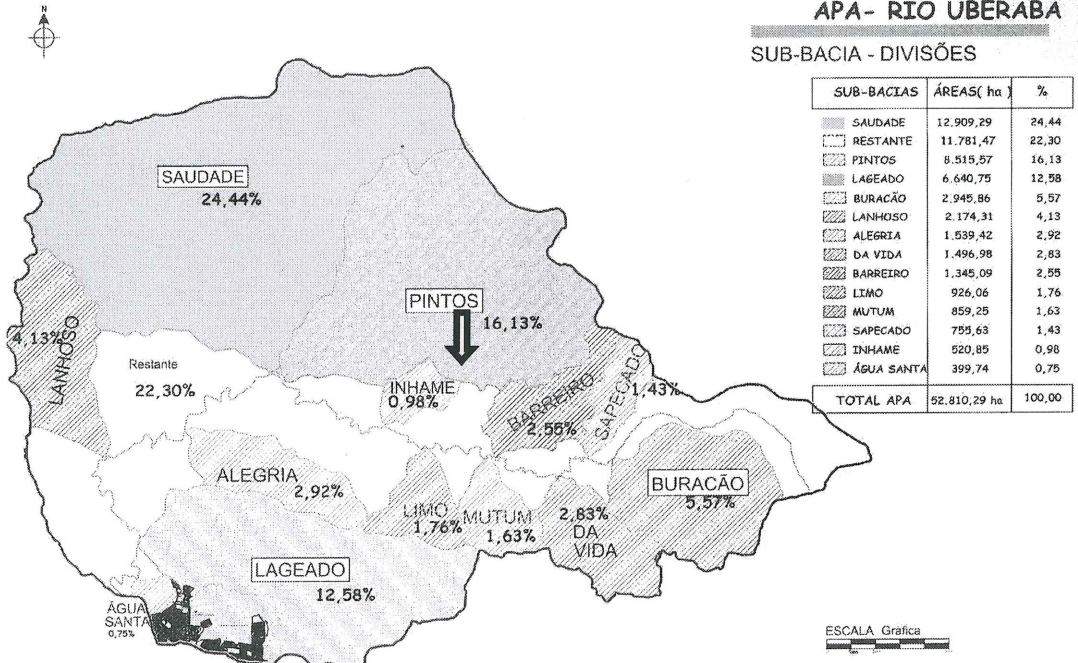 APA- RIO UBERABA
SUB-BACIA - DIVISÕES
SUB-BACIAS ÁREAS( ha ) %
SAUDADE 12.909,29 24,44
RESTANTE 11.781,47 22,30
PINTOS 8.515,57 16,13
LAGEADO 6.640,75 12,58
BURACÃO 2.945,86 5,57
LANHOSO 2.174,31 4,13
ALEGRIA 1.539,42 2,92
DA VIDA 1.496,98 2,83
BARREIRO 1,345,09 2,55
LIMO 926,06 1,76
MUTUM 859,25 1,63
SAPECADO 755,63 1,43
INHAME 520,85 0,98
ÁGUA SANTA 399,74 0,75
TOTAL APA 52.810,29 ha 100,00
N
SAUDADE
24,44%
PINTOS
16,13%
4,13%
LANHOSO
Restante
22,30%
INHAME
0,98%
BARREIRO
2,55%
SAPECADO
1,43%
ALEGRIA
2,92%
LIMO
1,76%
MUTUM
1,63%
2,83%
DA
VIDA
BURACÃO
5,57%
LAGEADO
12,58%
ÁGUA
SANTA
0,75%
ESCALA Gráfica